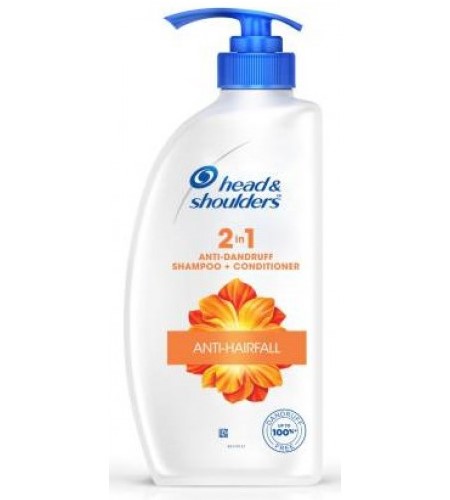 head &
shoulders
2 in 1
ANTI-DANDRUFF
SHAMPOO + CONDITIONER
ANTI-HAIRFALL
DANDRUFF
UP TO
100%*
FREE